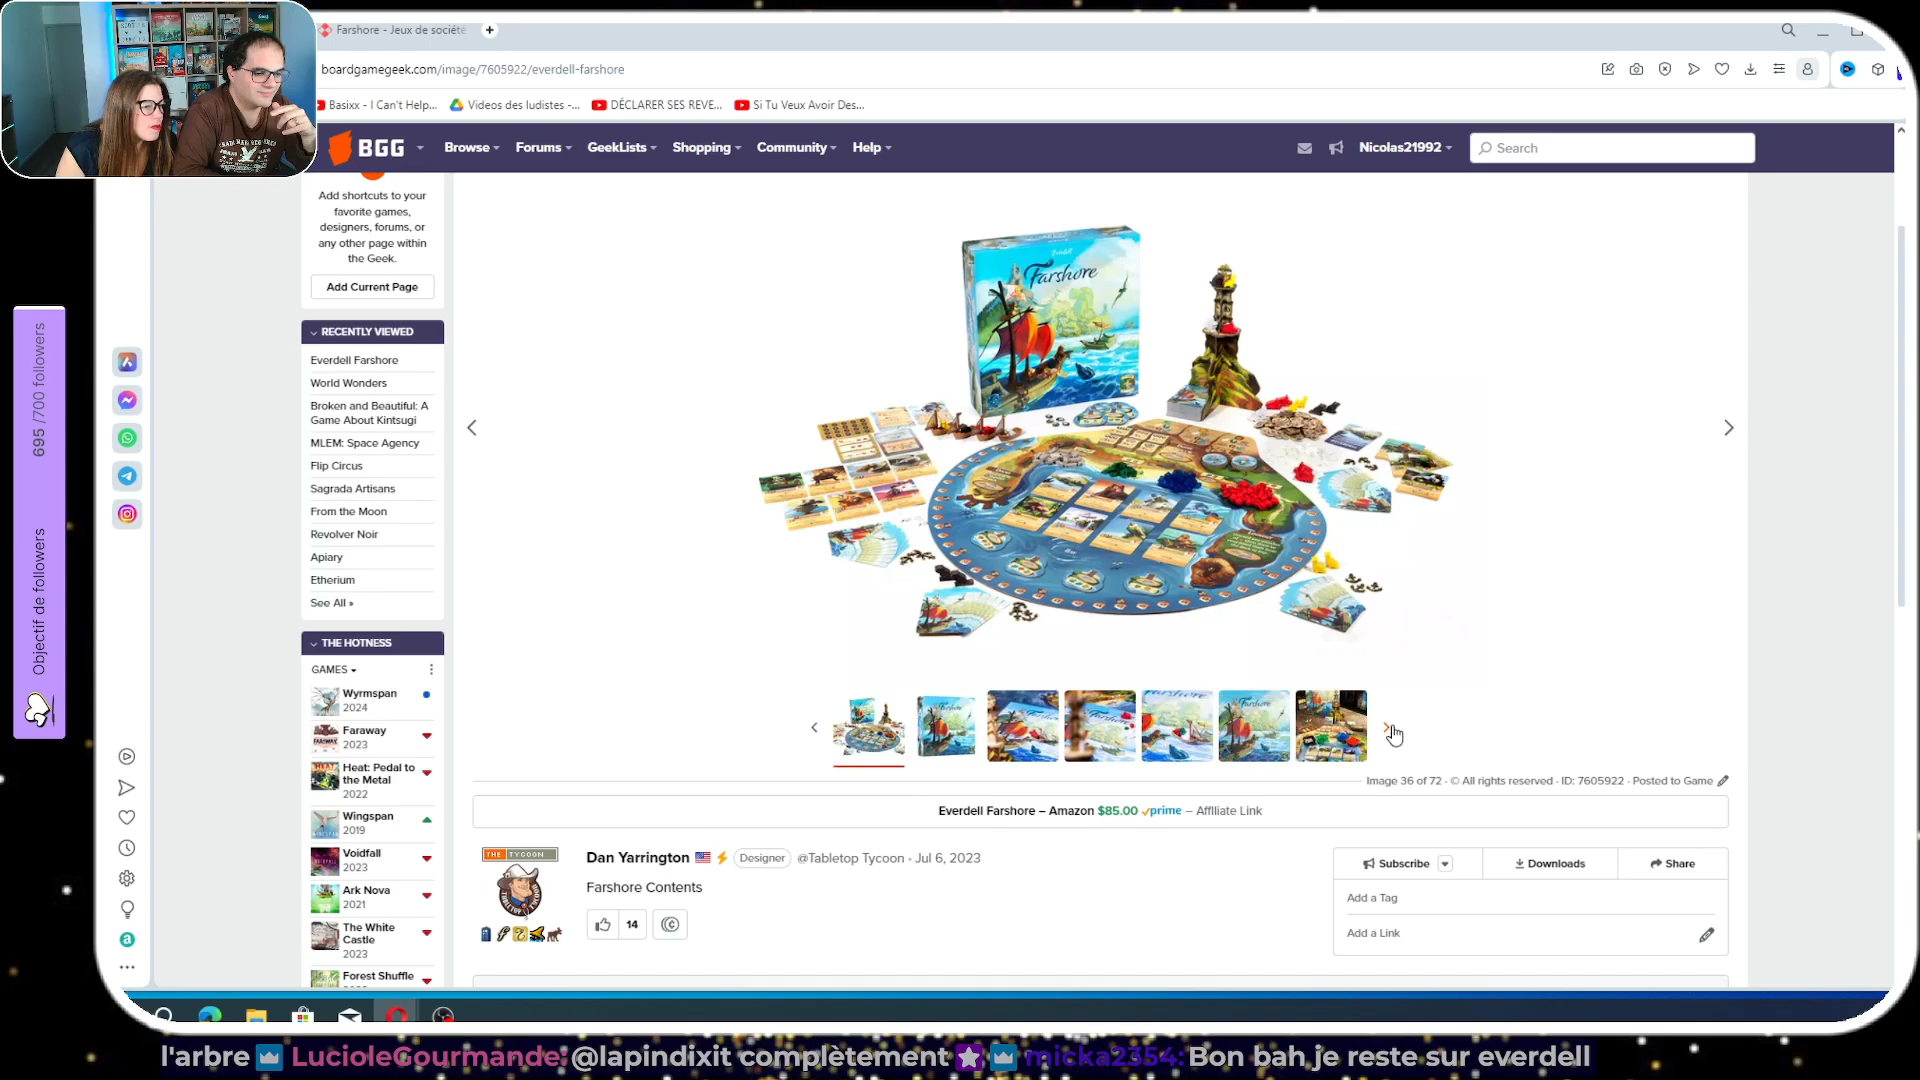 Farshore - Jeux de société
boardgamegeek.com/image/7605922/everdell-farshore
Basixx - I Can't Help...
Videos des ludistes -...
DÉCLARER SES REVE...
Si Tu Veux Avoir Des...
BGG
Browse
Forums
GeekLists
Shopping
Community
Help
Nicolas21992
Search
Add shortcuts to your
favorite games,
designers, forums, or
any other page within
the Geek.
Add Current Page
RECENTLY VIEWED
Everdell Farshore
World Wonders
Broken and Beautiful: A
Game About Kintsugi
MLEM: Space Agency
Flip Circus
Sagrada Artisans
From the Moon
Revolver Noir
Apiary
Etherium
See All »
THE HOTNESS
GAMES
Wyrmspan
2024
Faraway
2023
Heat: Pedal to
the Metal
2022
Wingspan
2019
Voidfall
2023
Ark Nova
2021
The White
Castle
2023
Forest Shuffle
Everdell
Farshore
Image 36 of 72 · © All rights reserved · ID: 7605922 · Posted to Game
Everdell Farshore – Amazon $85.00 prime – Affiliate Link
THE TYCOON
TABLETOP TYCOON
Dan Yarrington
Designer
@Tabletop Tycoon · Jul 6, 2023
Farshore Contents
14
Subscribe
Downloads
Share
Add a Tag
Add a Link
Objectif de followers
695 /700 followers
l'arbre LucioleGourmande: @lapindixit complètement micka2354: Bon bah je reste sur everdell